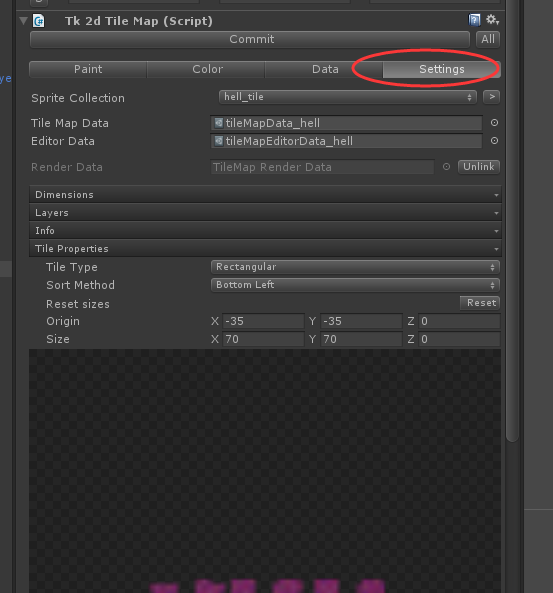 Tk 2d Tile Map (Script)
Commit All
Paint Color Data Settings
Sprite Collection hell_tile >
Tile Map Data tileMapData_hell
Editor Data tileMapEditorData_hell
Render Data TileMap Render Data Unlink
Dimensions
Layers
Info
Tile Properties
Tile Type Rectangular
Sort Method Bottom Left
Reset sizes Reset
Origin X -35 Y -35 Z 0
Size X 70 Y 70 Z 0